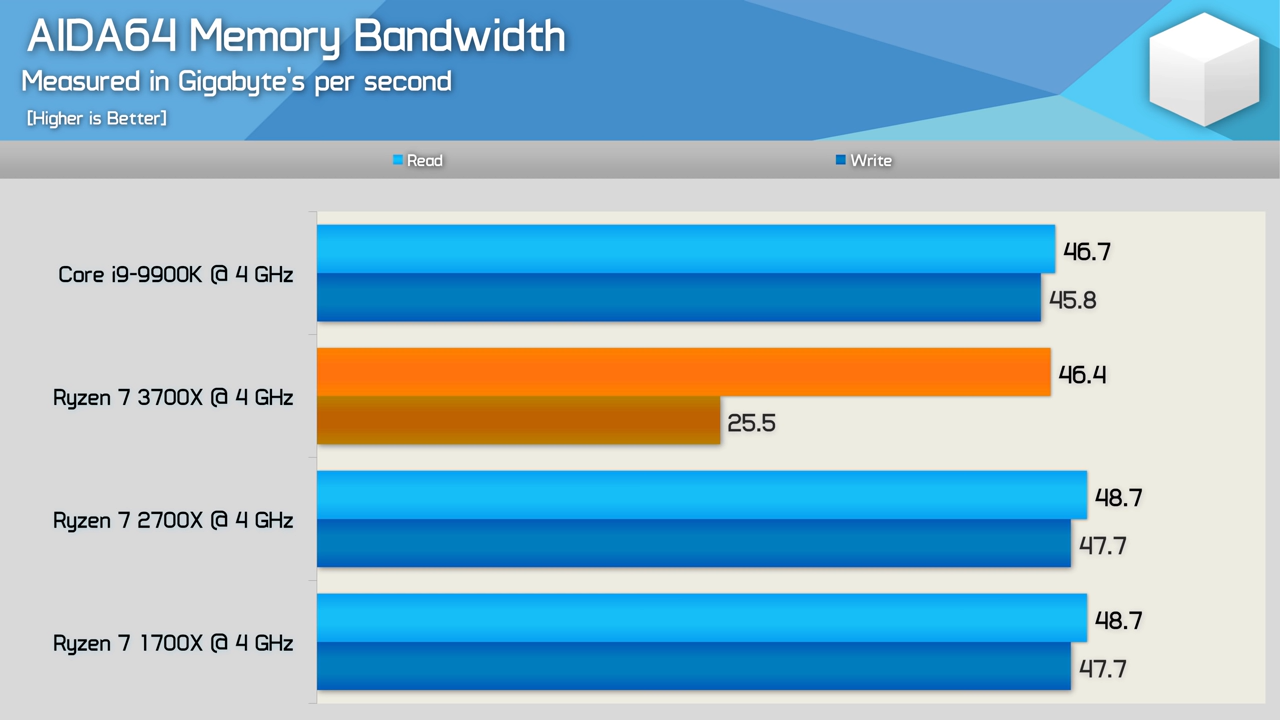 AIDA64 Memory Bandwidth
Measured in Gigabyte's per second
[Higher is Better]
Read Write
Core i9-9900K @ 4 GHz 46.7
45.8
Ryzen 7 3700X @ 4 GHz 46.4
25.5
Ryzen 7 2700X @ 4 GHz 48.7
47.7
Ryzen 7 1700X @ 4 GHz 48.7
47.7